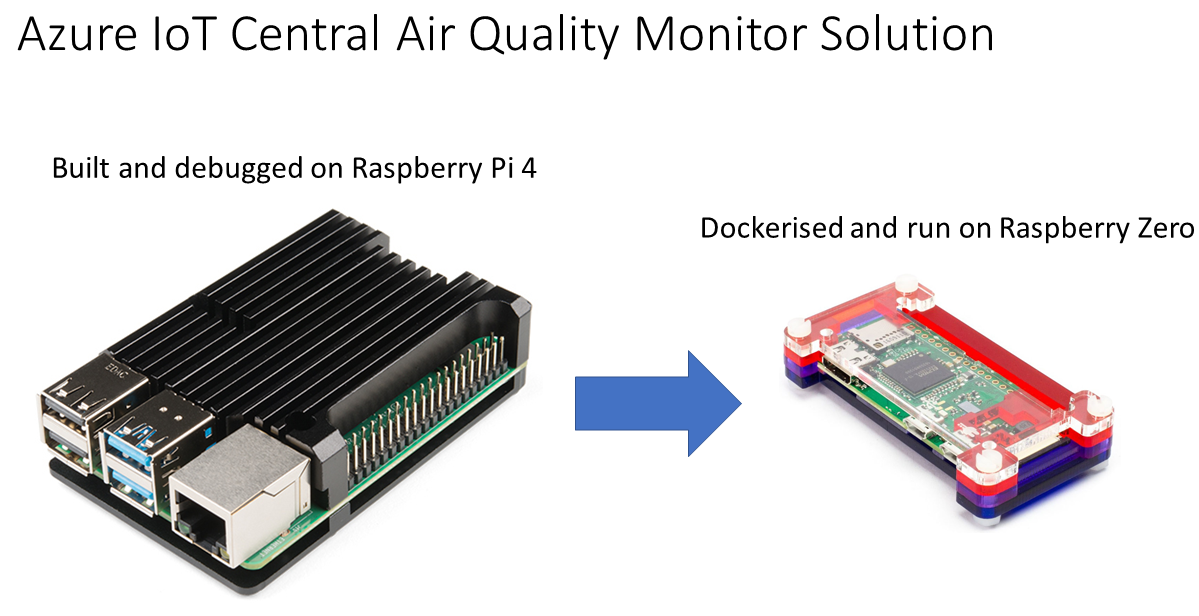 Azure IoT Central Air Quality Monitor Solution
Built and debugged on Raspberry Pi 4
Dockerised and run on Raspberry Zero